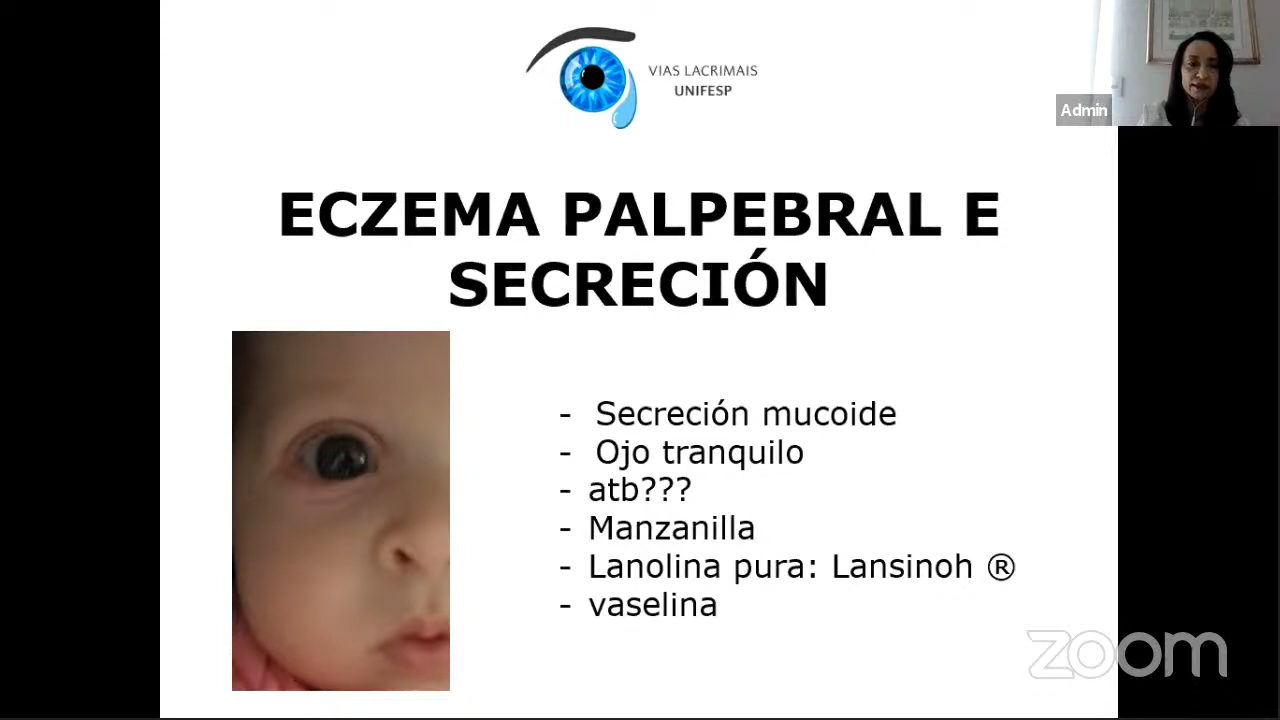 VIAS LACRIMAIS
UNIFESP
Admin
ECZEMA PALPEBRAL E
SECRECIÓN
- Secreción mucoide
- Ojo tranquilo
- atb???
- Manzanilla
- Lanolina pura: Lansinoh ®
- vaselina
zoom